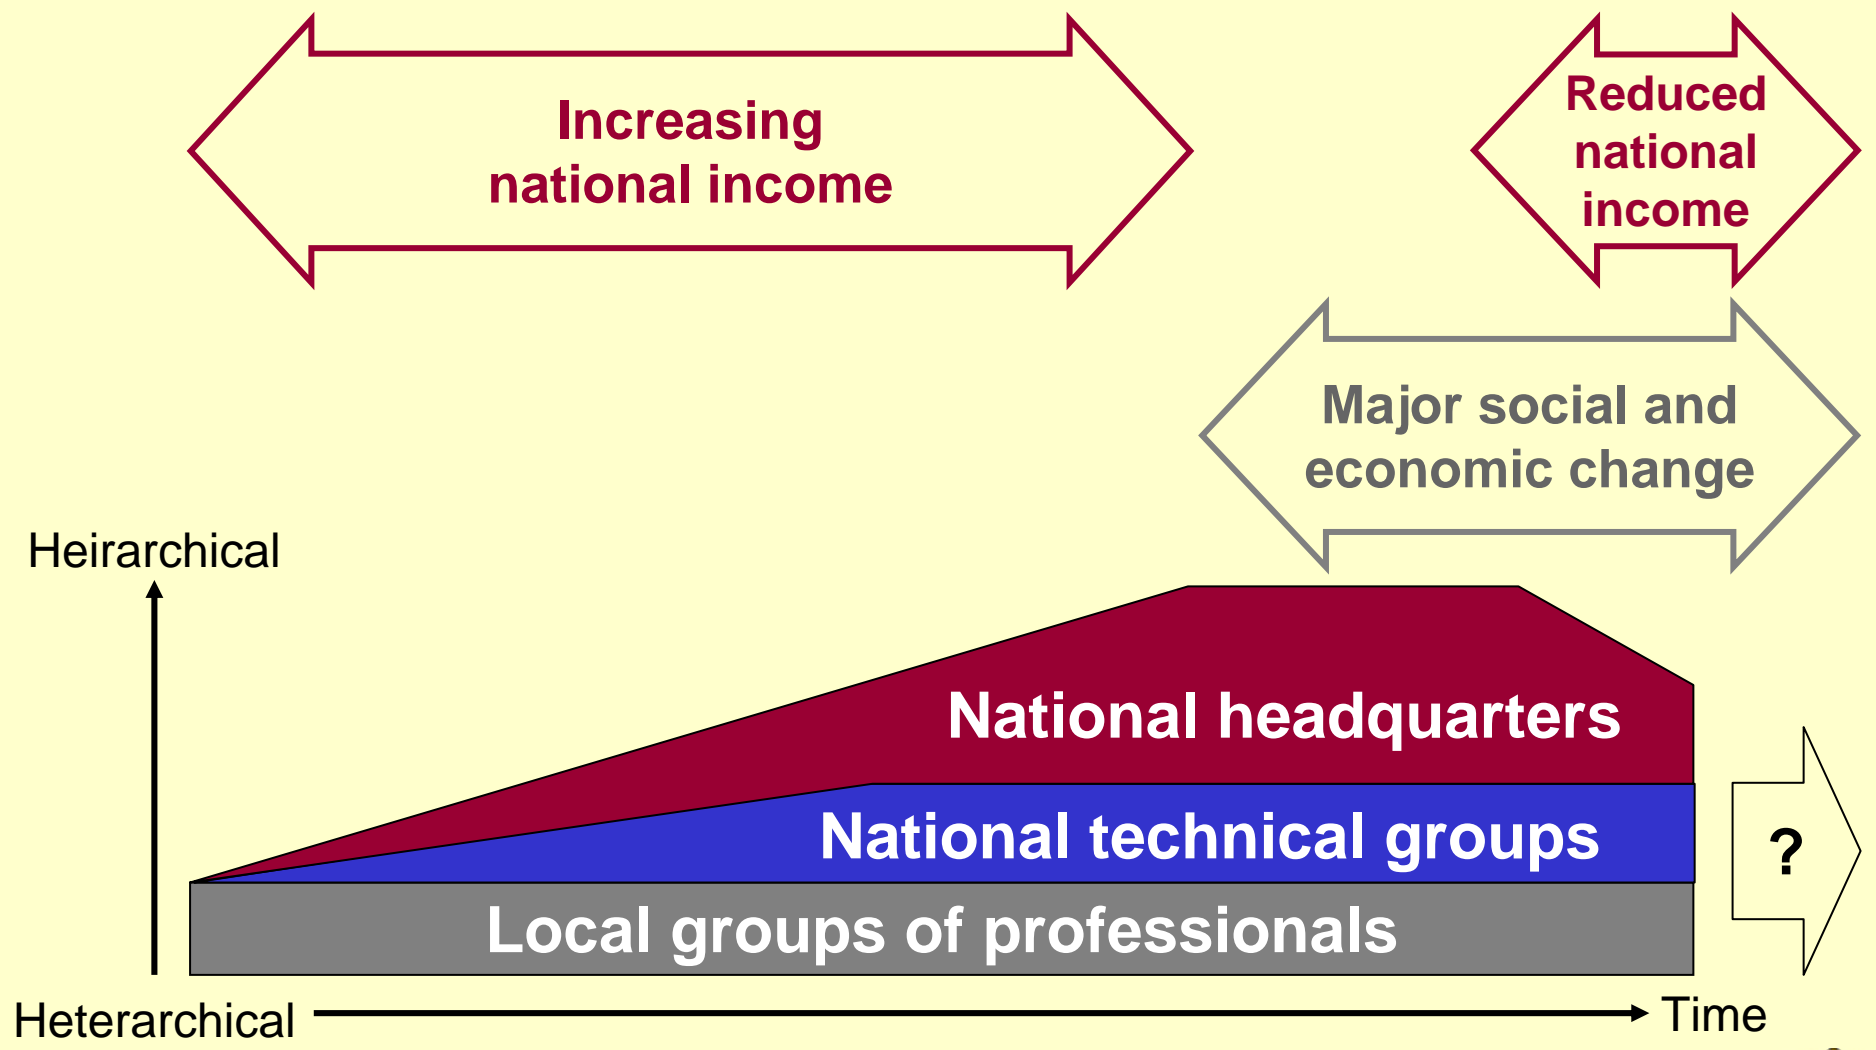 Increasing
national income
Reduced
national
income
Major social and
economic change
Heirarchical
National headquarters
National technical groups
?
Local groups of professionals
Heterarchical
Time